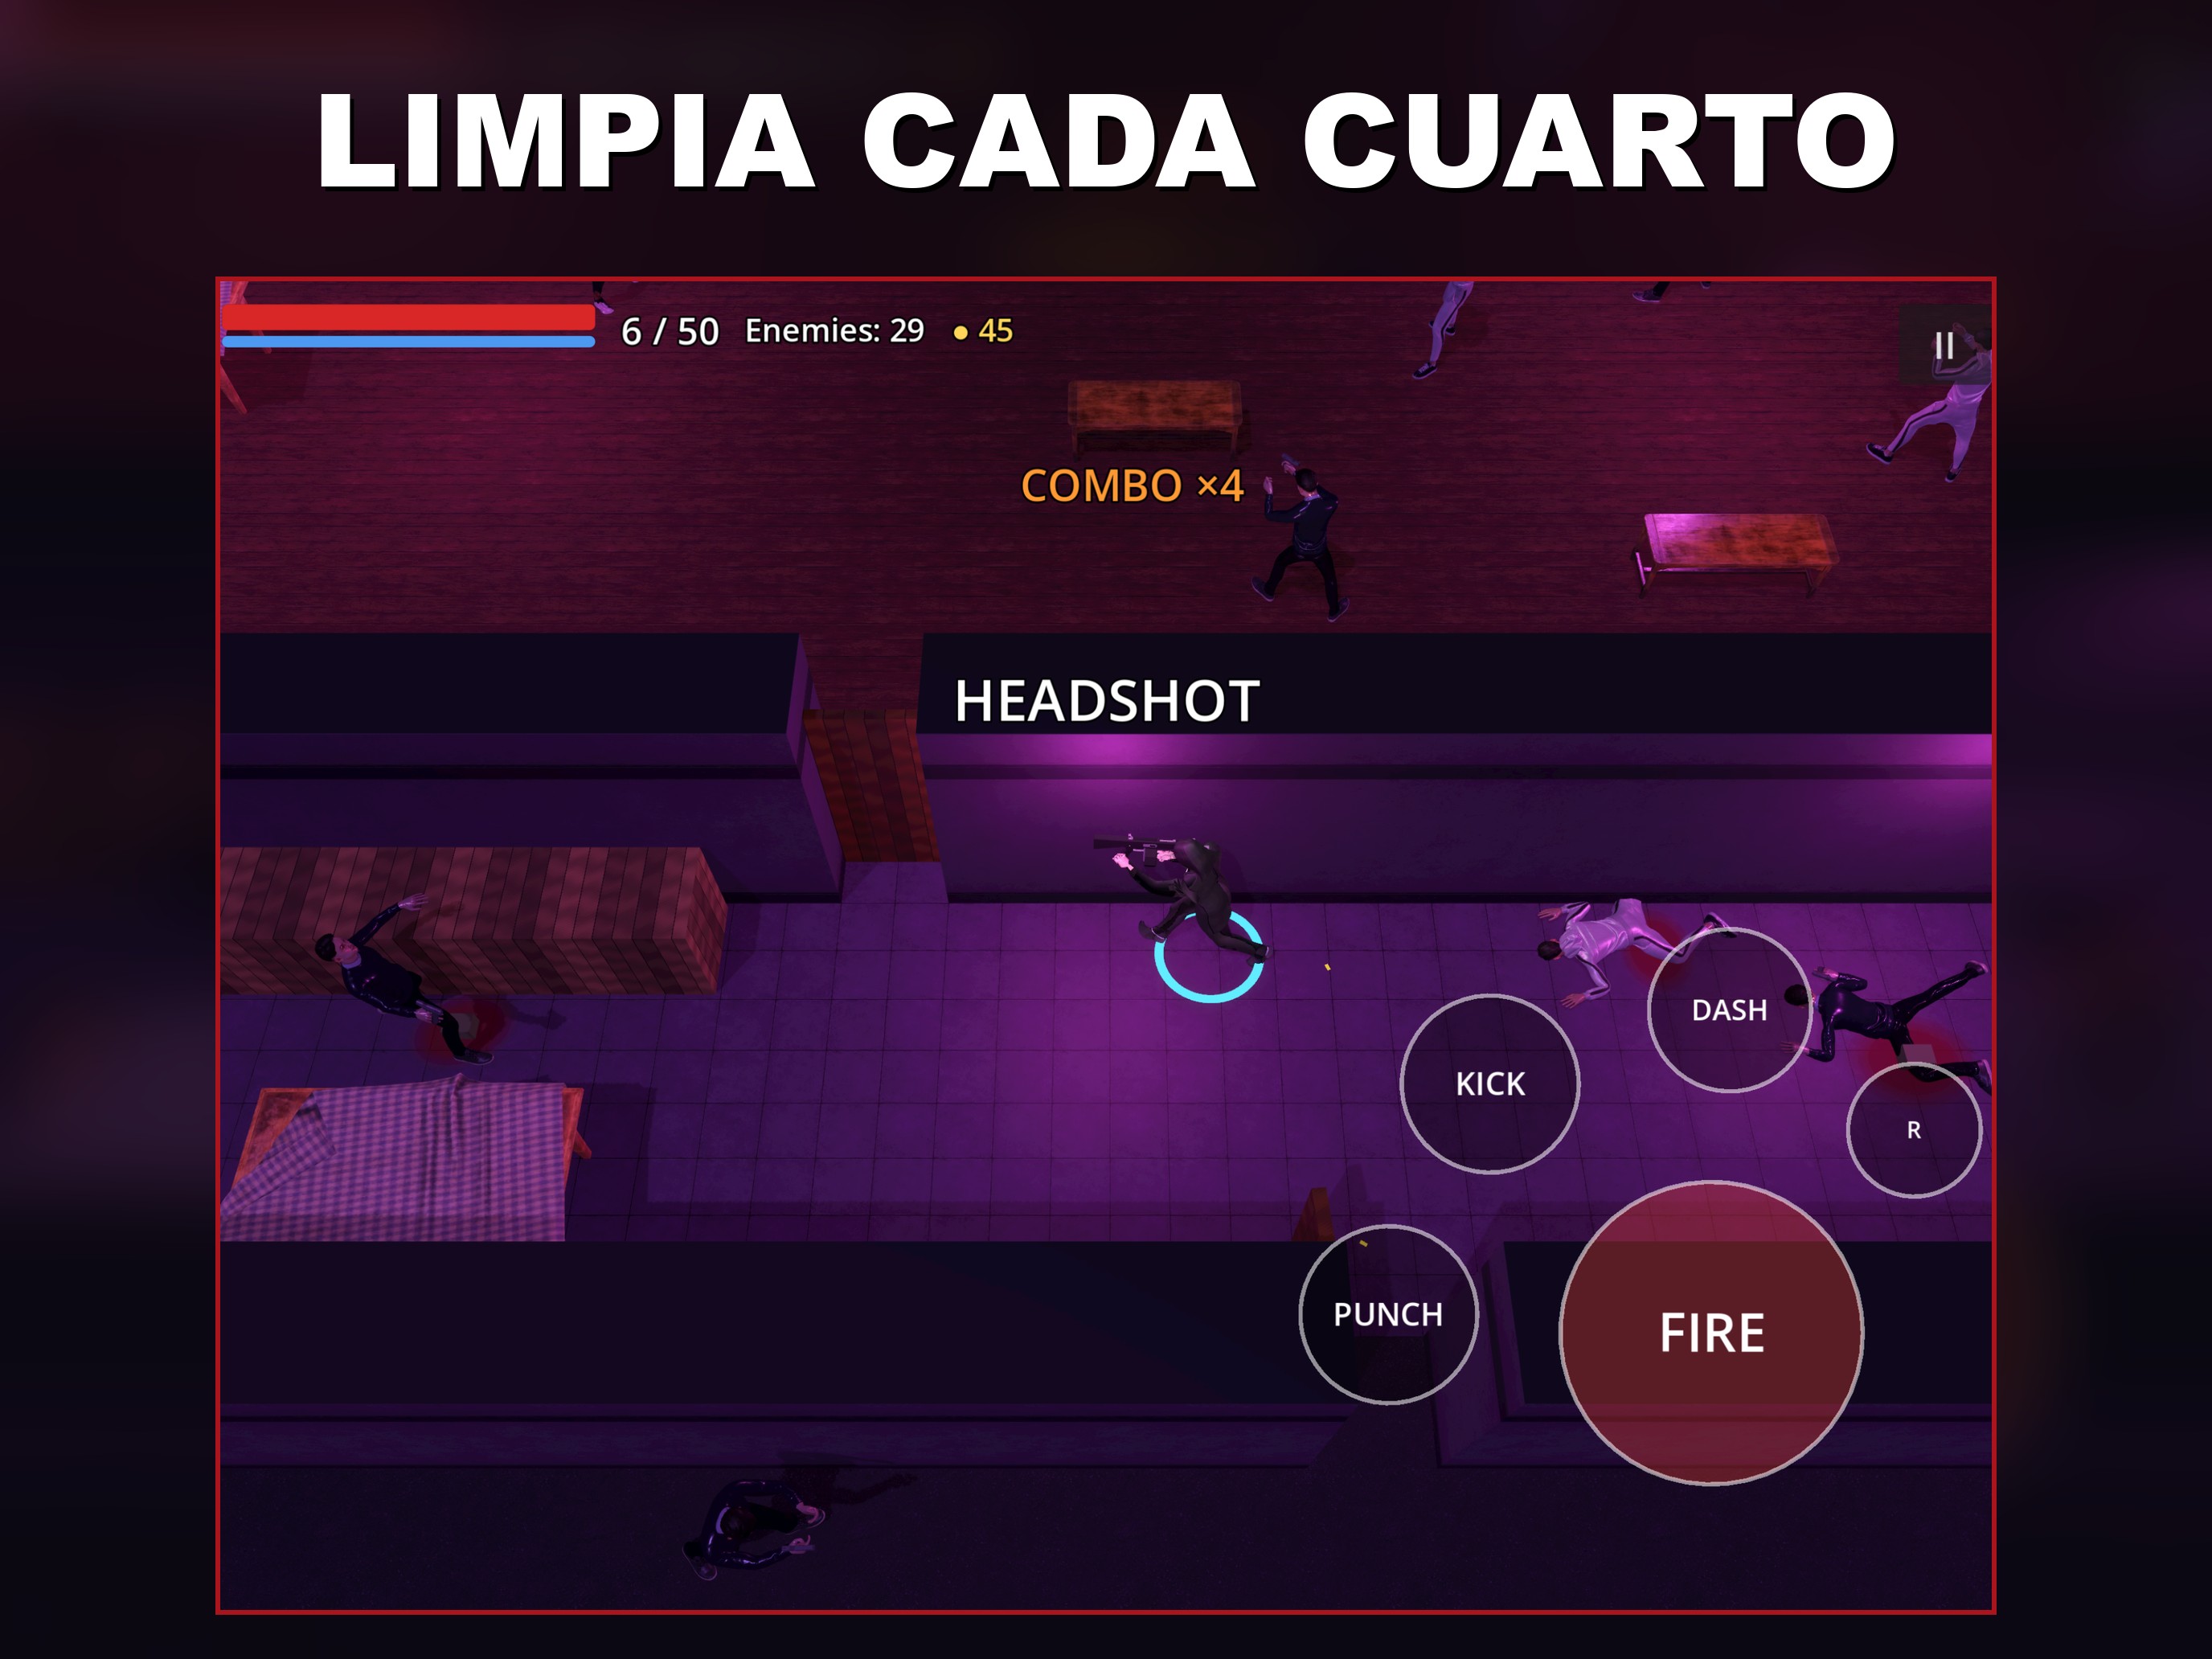 LIMPIA CADA CUARTO
6 / 50 Enemies: 29 45
COMBO ×4
HEADSHOT
DASH
KICK
R
PUNCH
FIRE